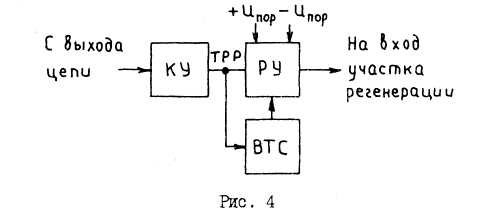 +Uпор −Uпор
С выхода
цепи
КУ
ТРР
РУ
На вход
участка
регенерации
ВТС
Рис. 4